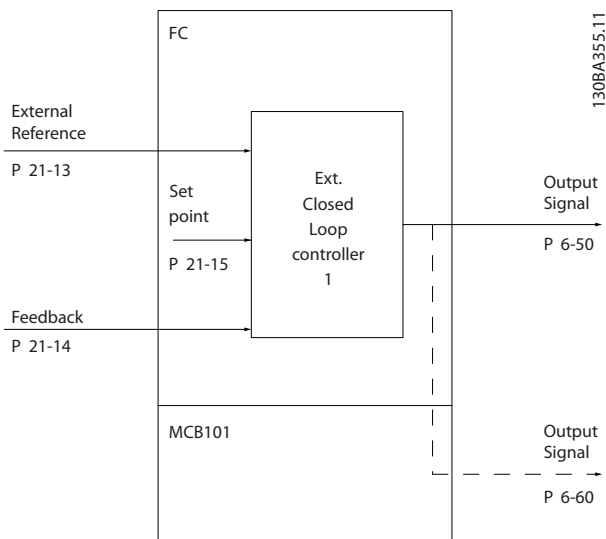 FC
130BA355.11
External
Reference
P 21-13
Set
point
P 21-15
Ext.
Closed
Loop
controller
1
Output
Signal
P 6-50
Feedback
P 21-14
MCB101
Output
Signal
P 6-60